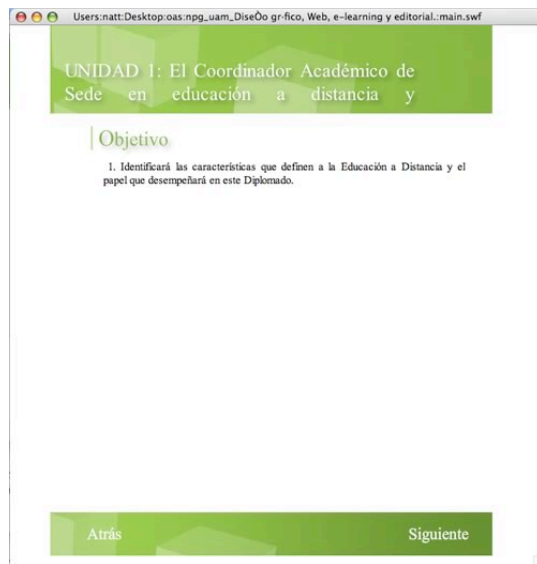 Users:natt:Desktop:oas:npg_uam_DiseÒo gr·fico, Web, e-learning y editorial.:main.swf
UNIDAD 1: El Coordinador Académico de
Sede en educación a distancia y
Objetivo
1. Identificará las características que definen a la Educación a Distancia y el
papel que desempeñará en este Diplomado.
Atrás
Siguiente